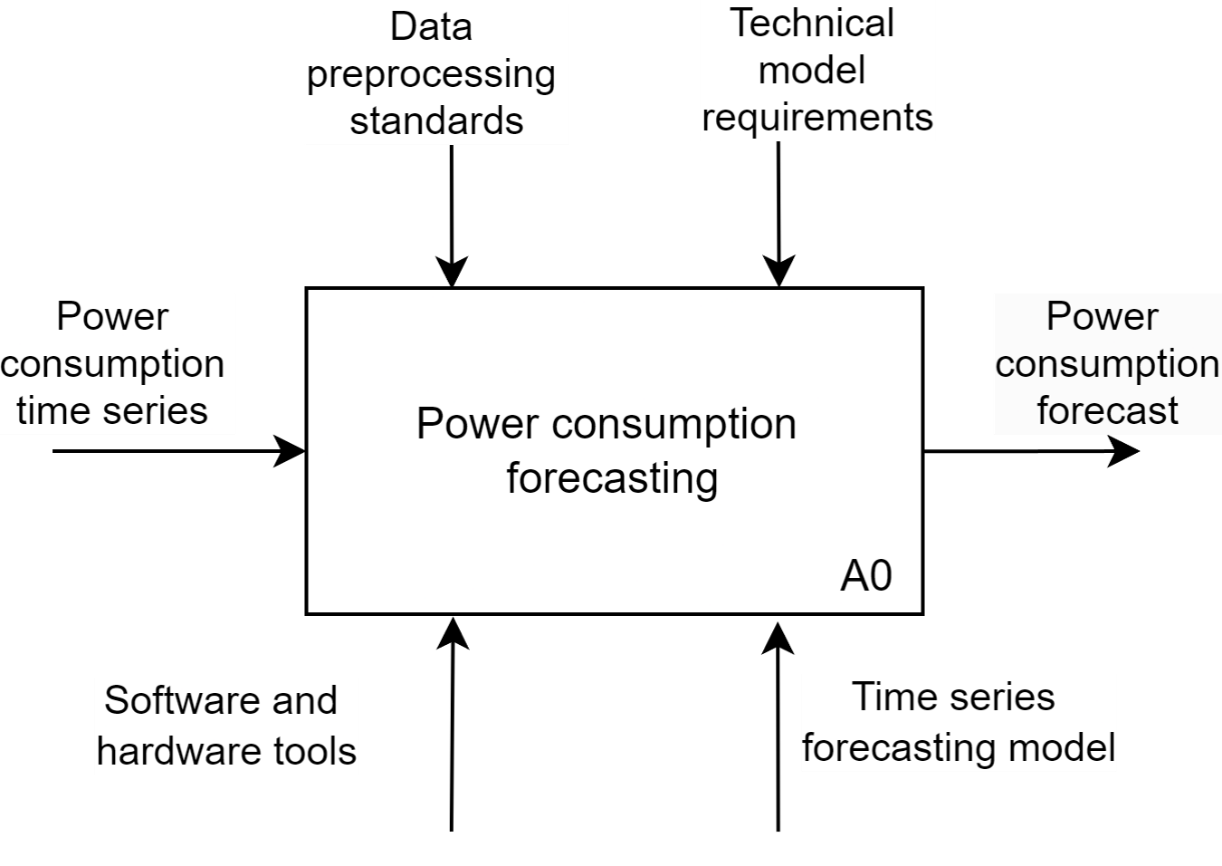 Data
preprocessing
standards
Technical
model
requirements
Power
consumption
time series
Power consumption
forecasting
A0
Power
consumption
forecast
Software and
hardware tools
Time series
forecasting model